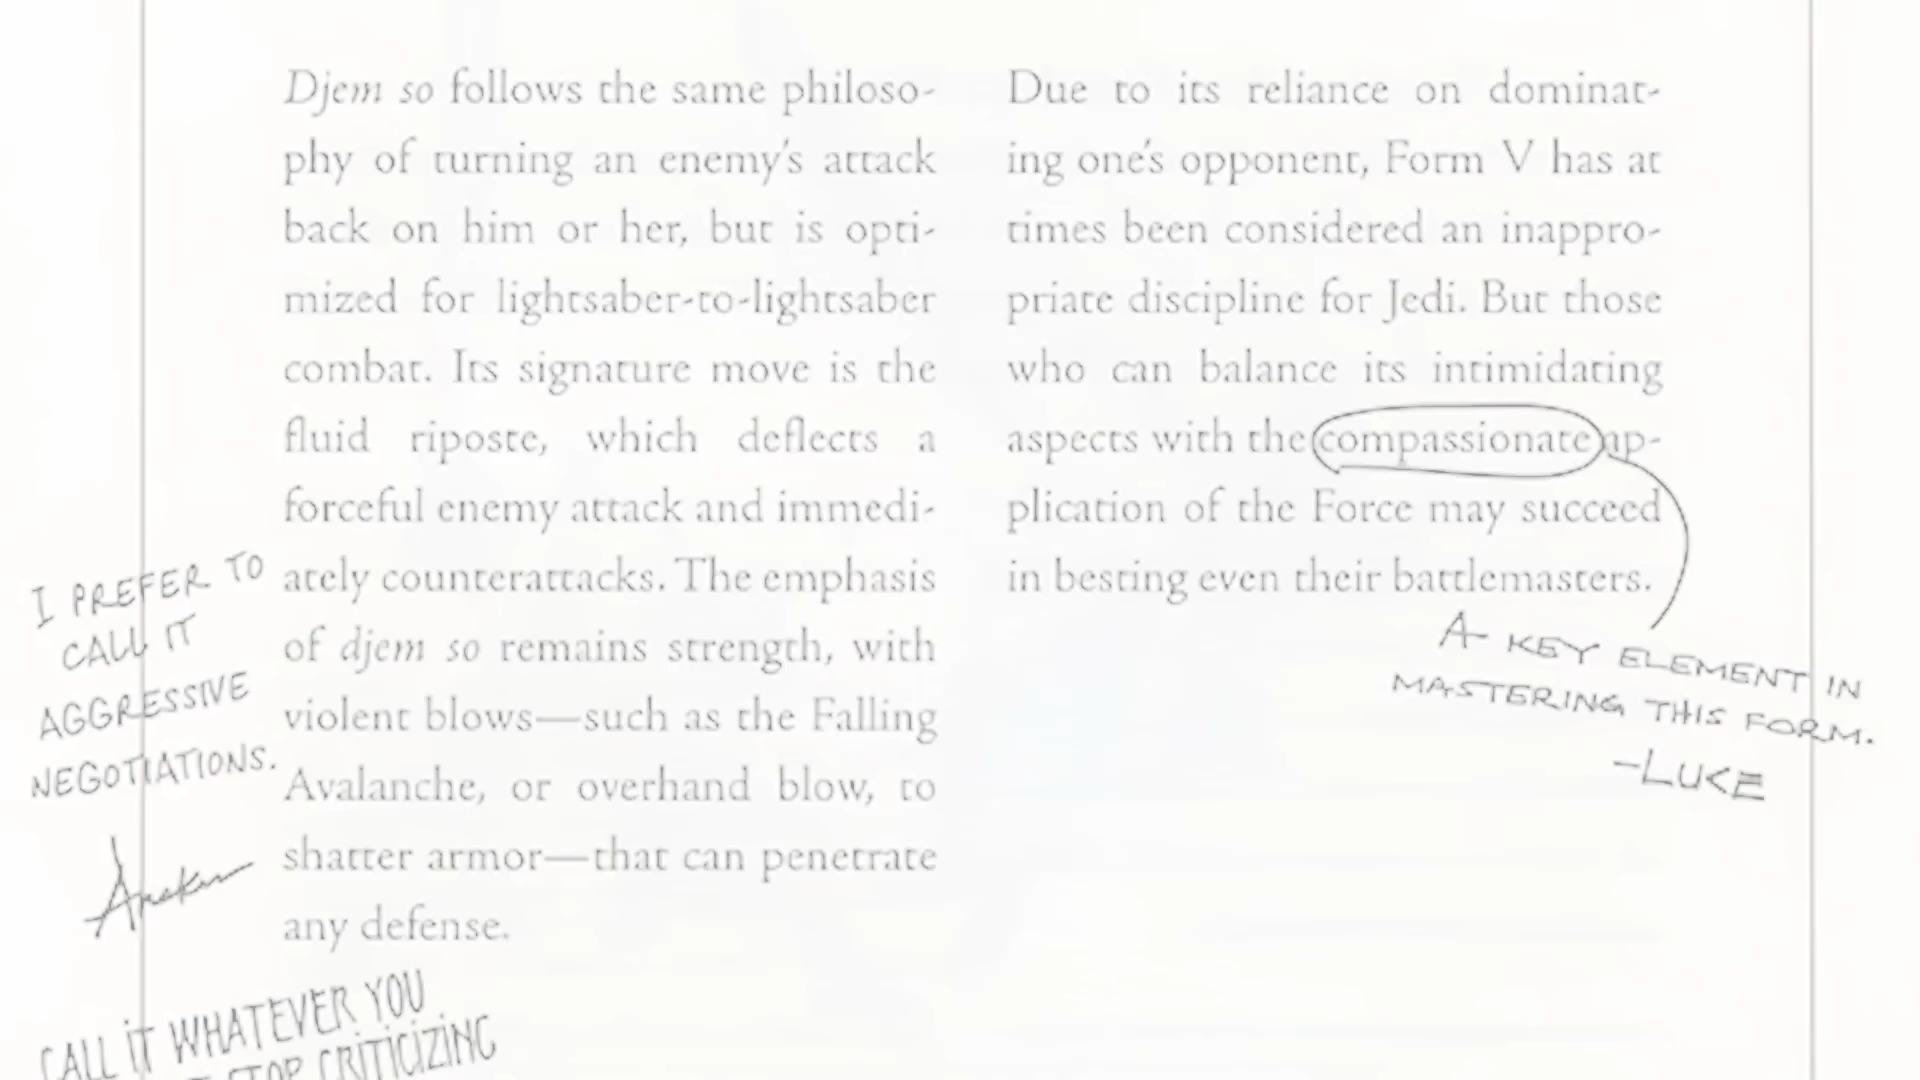 Djem so follows the same philoso-
phy of turning an enemy's attack
back on him or her, but is opti-
mized for lightsaber-to-lightsaber
combat. Its signature move is the
fluid riposte, which deflects a
forceful enemy attack and immedi-
ately counterattacks. The emphasis
of djem so remains strength, with
violent blows—such as the Falling
Avalanche, or overhand blow, to
shatter armor—that can penetrate
any defense.
I PREFER TO
CALL IT
AGGRESSIVE
NEGOTIATIONS.
Anakin
CALL IT WHATEVER YOU
STOP CRITICIZING
Due to its reliance on dominat-
ing one's opponent, Form V has at
times been considered an inappro-
priate discipline for Jedi. But those
who can balance its intimidating
aspects with the compassionate ap-
plication of the Force may succeed
in besting even their battlemasters.
A KEY ELEMENT IN
MASTERING THIS FORM.
-LUKE